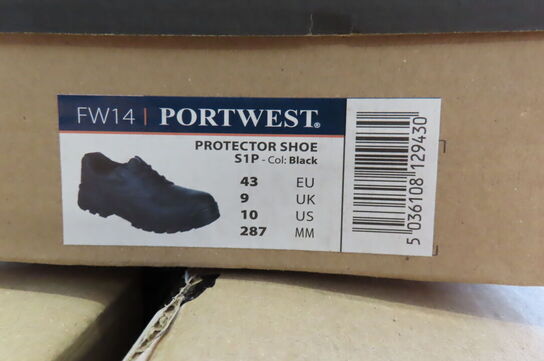 FW14 | PORTWEST®
PROTECTOR SHOE
S1P - Col: Black
43 EU
9 UK
10 US
287 MM
5 036108 129430